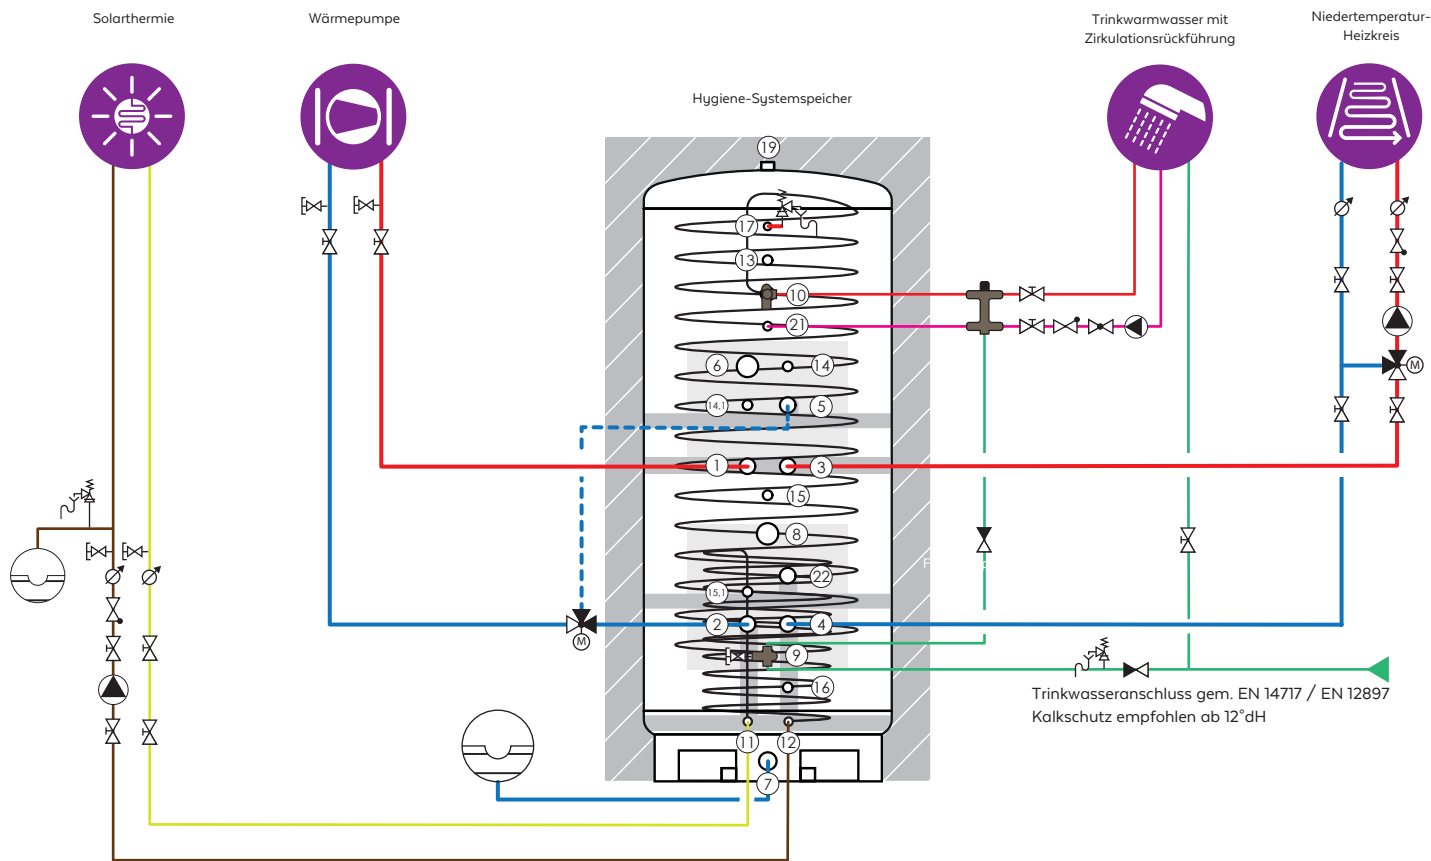 Solarthermie
Wärmepumpe
Trinkwarmwasser mit
Zirkulationsrückführung
Niedertemperatur-
Heizkreis
Hygiene-Systemspeicher
19
17
13
10
21
6
14
14,1
5
M
1
3
15
8
22
15,1
2
4
M
9
16
Trinkwasseranschluss gem. EN 14717 / EN 12897
Kalkschutz empfohlen ab 12°dH
11
12
7